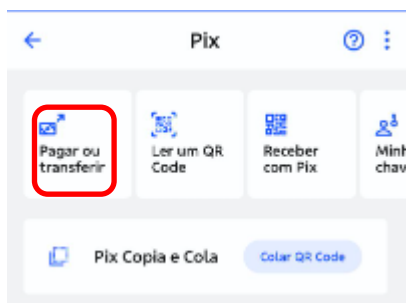 Pix
Pagar ou
transferir
Ler um QR
Code
Receber
com Pix
Minh
chav
Pix Copia e Cola
Colar QR Code